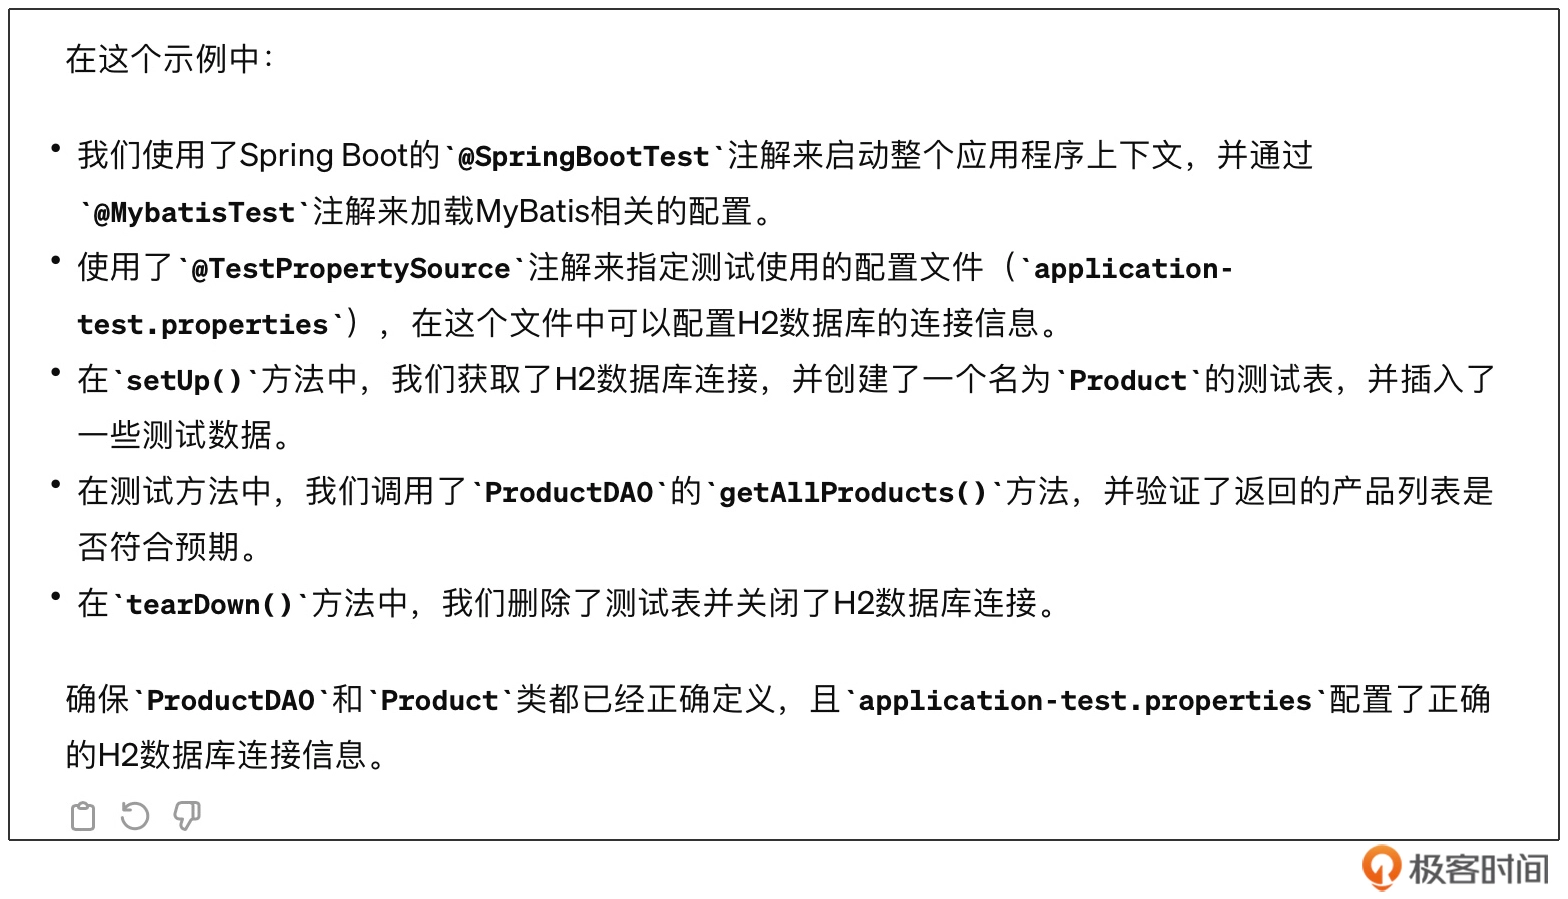 在这个示例中：
• 我们使用了Spring Boot的`@SpringBootTest`注解来启动整个应用程序上下文，并通过
`@MybatisTest`注解来加载MyBatis相关的配置。
• 使用了`@TestPropertySource`注解来指定测试使用的配置文件（`application-
test.properties`），在这个文件中可以配置H2数据库的连接信息。
• 在`setUp()`方法中，我们获取了H2数据库连接，并创建了一个名为`Product`的测试表，并插入了
一些测试数据。
• 在测试方法中，我们调用了`ProductDAO`的`getAllProducts()`方法，并验证了返回的产品列表是
否符合预期。
• 在`tearDown()`方法中，我们删除了测试表并关闭了H2数据库连接。
确保`ProductDAO`和`Product`类都已经正确定义，且`application-test.properties`配置了正确
的H2数据库连接信息。
极客时间